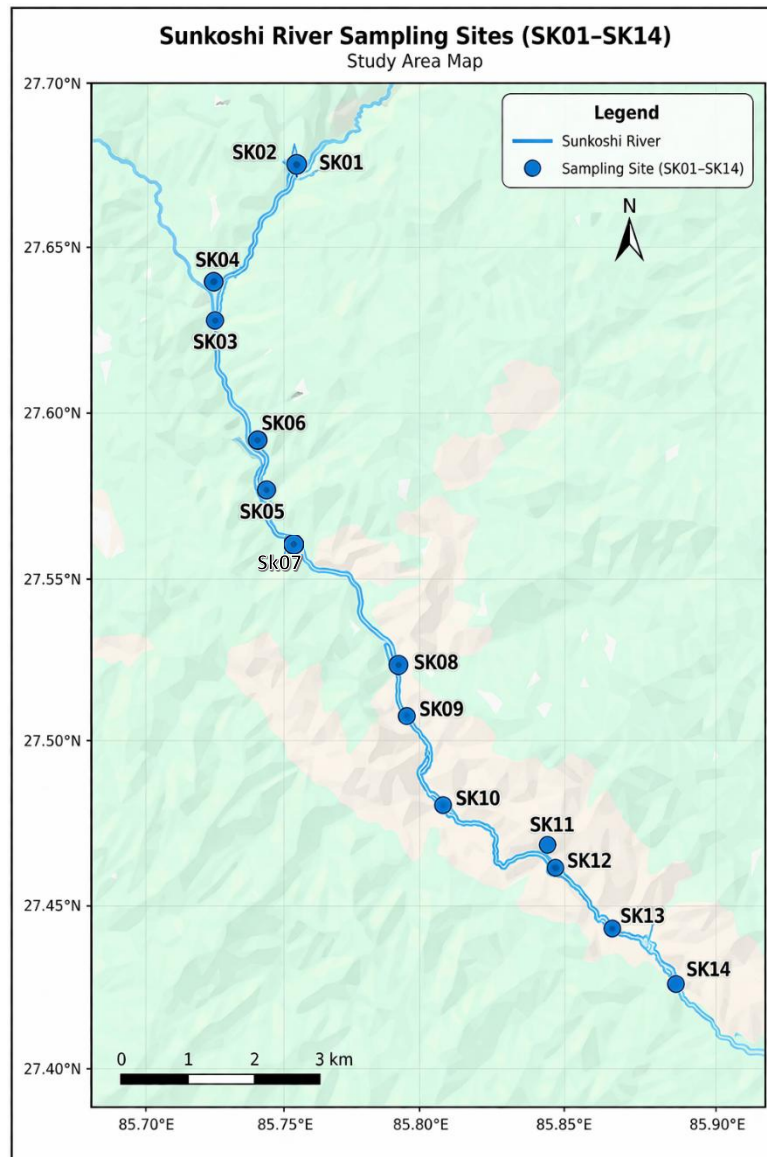 Sunkoshi River Sampling Sites (SK01–SK14)
Study Area Map
27.70°N
Legend
Sunkoshi River
Sampling Site (SK01–SK14)
SK02
SK01
N
27.65°N
SK04
SK03
27.60°N
SK06
SK05
Sk07
27.55°N
SK08
SK09
27.50°N
SK10
SK11
SK12
27.45°N
SK13
SK14
0 1 2 3 km
27.40°N
85.70°E 85.75°E 85.80°E 85.85°E 85.90°E